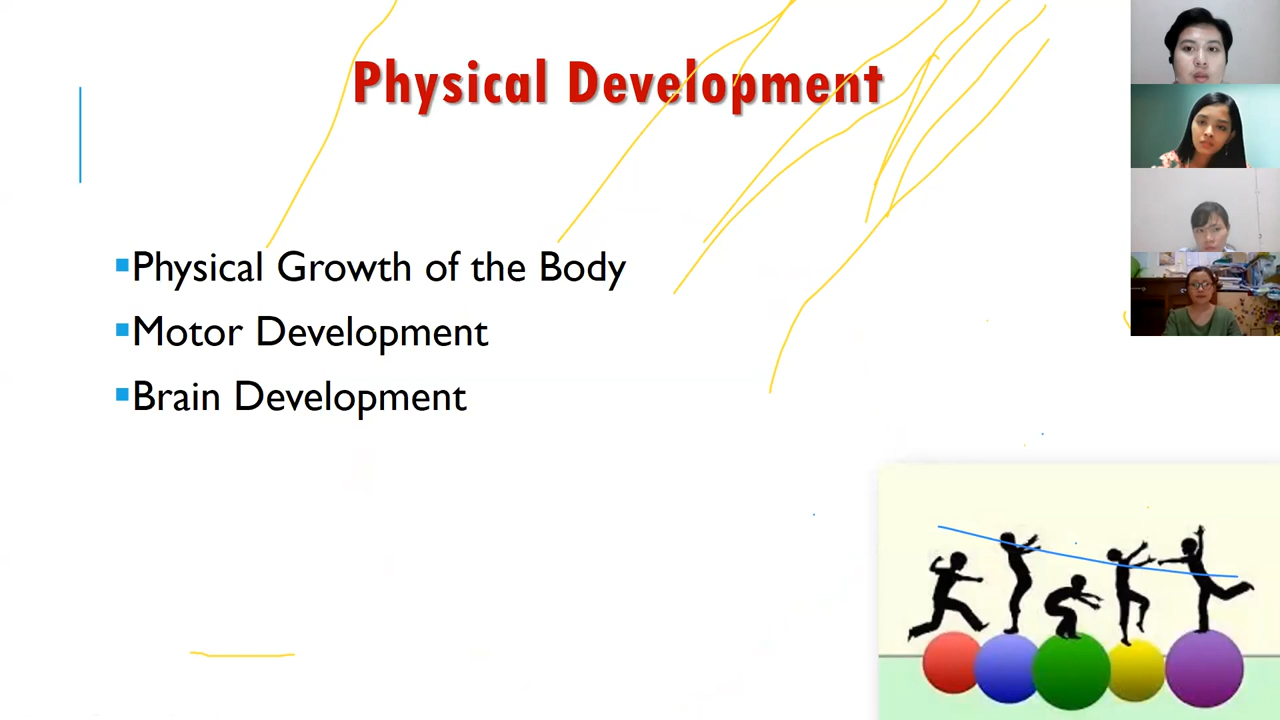 Physical Development
Physical Growth of the Body
Motor Development
Brain Development